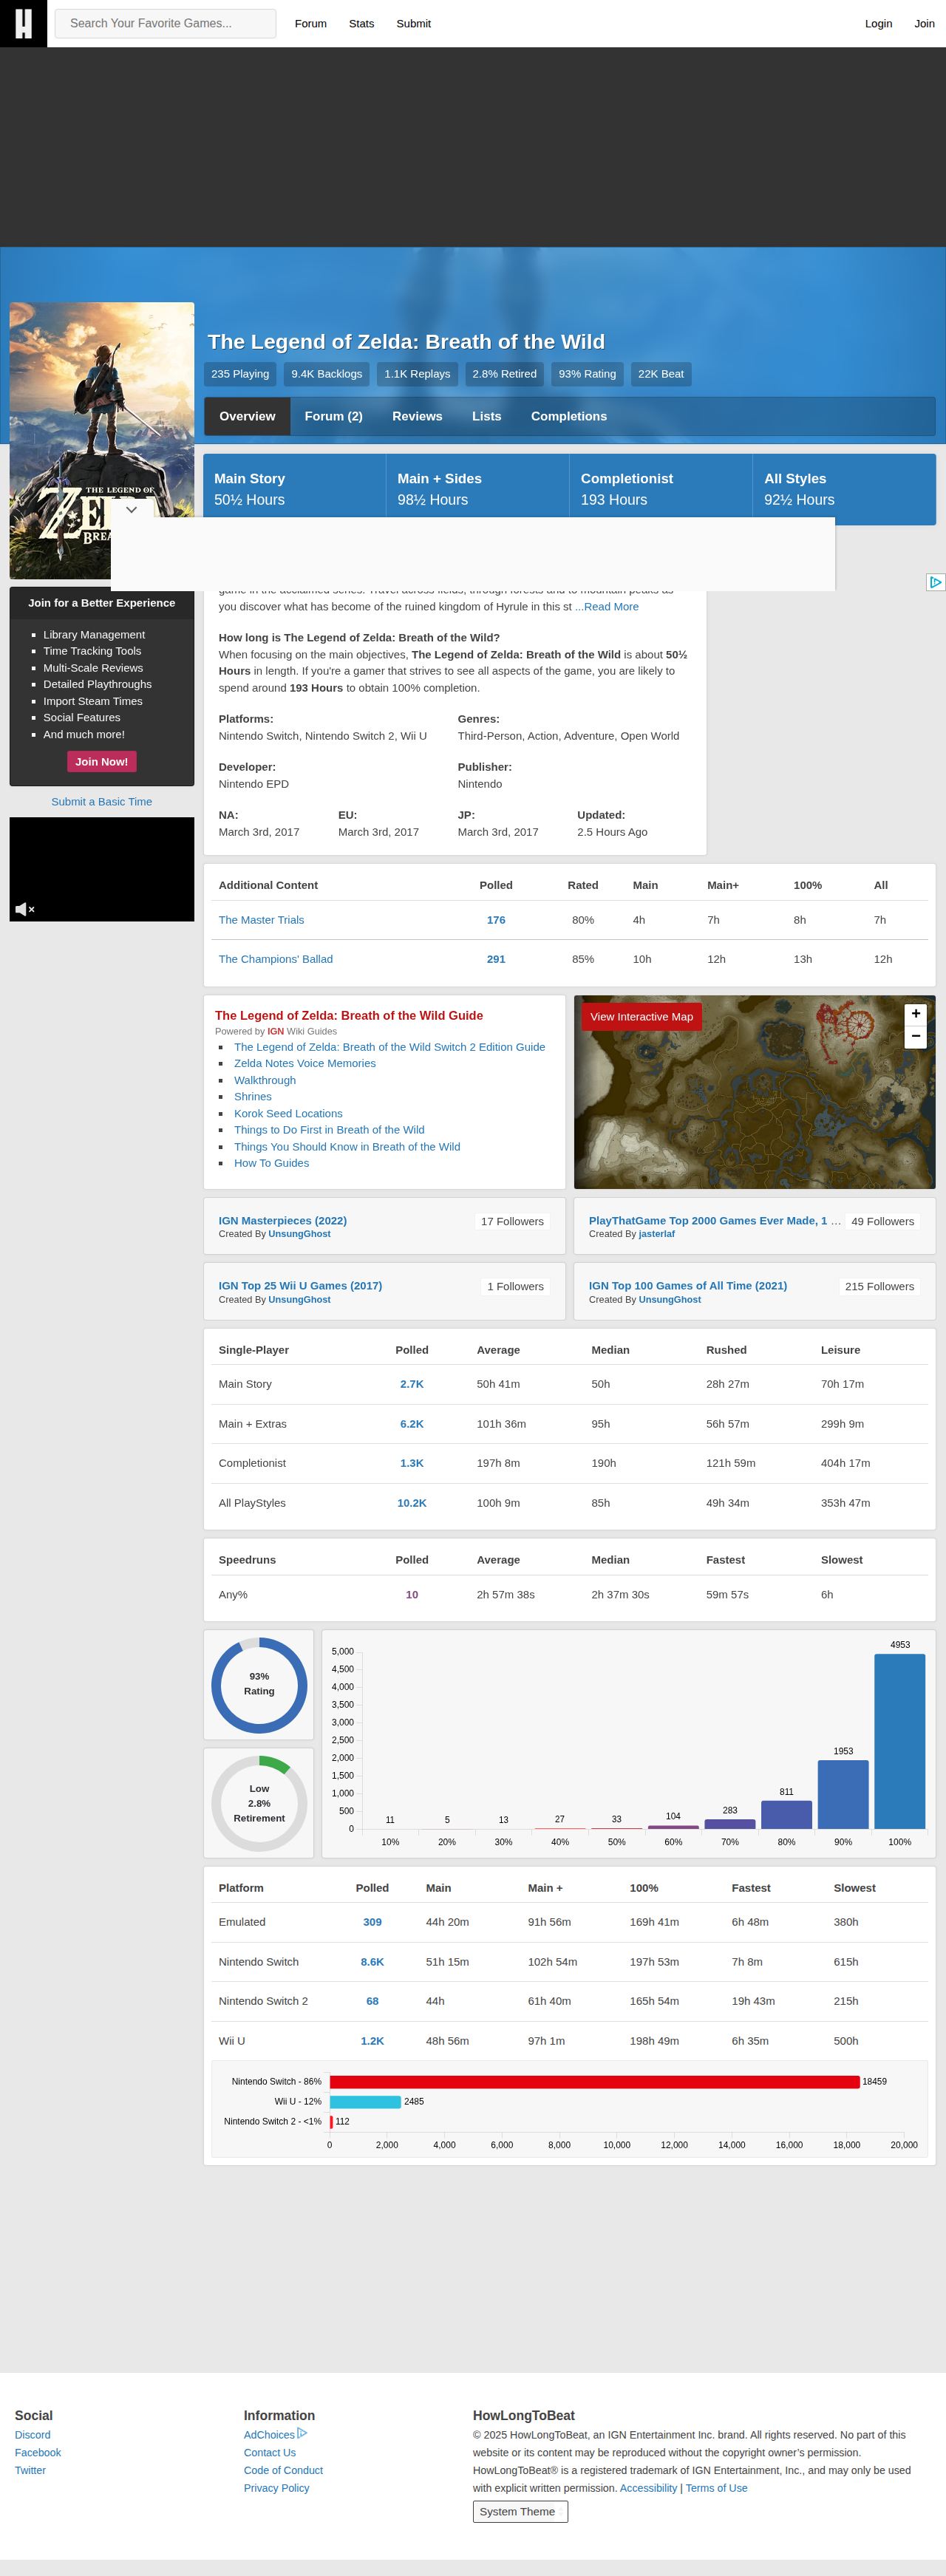 H
Search Your Favorite Games...
Forum Stats Submit
Login Join
The Legend of Zelda: Breath of the Wild
235 Playing 9.4K Backlogs 1.1K Replays 2.8% Retired 93% Rating 22K Beat
Overview Forum (2) Reviews Lists Completions
THE LEGEND OF
Main Story Main + Sides Completionist All Styles
50½ Hours 98½ Hours 193 Hours 92½ Hours
Join for a Better Experience
Library Management
Time Tracking Tools
Multi-Scale Reviews
Detailed Playthroughs
Import Steam Times
Social Features
And much more!
Join Now!
Submit a Basic Time
game in the acclaimed series. Travel across fields, through forests and to mountain peaks as
you discover what has become of the ruined kingdom of Hyrule in this st ...Read More
How long is The Legend of Zelda: Breath of the Wild?
When focusing on the main objectives, The Legend of Zelda: Breath of the Wild is about 50½
Hours in length. If you're a gamer that strives to see all aspects of the game, you are likely to
spend around 193 Hours to obtain 100% completion.
Platforms: Genres:
Nintendo Switch, Nintendo Switch 2, Wii U Third-Person, Action, Adventure, Open World
Developer: Publisher:
Nintendo EPD Nintendo
NA: EU: JP: Updated:
March 3rd, 2017 March 3rd, 2017 March 3rd, 2017 2.5 Hours Ago
Additional Content Polled Rated Main Main+ 100% All
The Master Trials 176 80% 4h 7h 8h 7h
The Champions' Ballad 291 85% 10h 12h 13h 12h
The Legend of Zelda: Breath of the Wild Guide
Powered by IGN Wiki Guides
The Legend of Zelda: Breath of the Wild Switch 2 Edition Guide
Zelda Notes Voice Memories
Walkthrough
Shrines
Korok Seed Locations
Things to Do First in Breath of the Wild
Things You Should Know in Breath of the Wild
How To Guides
View Interactive Map
+
−
IGN Masterpieces (2022) 17 Followers
Created By UnsungGhost
PlayThatGame Top 2000 Games Ever Made, 1 ... 49 Followers
Created By jasterlaf
IGN Top 25 Wii U Games (2017) 1 Followers
Created By UnsungGhost
IGN Top 100 Games of All Time (2021) 215 Followers
Created By UnsungGhost
Single-Player Polled Average Median Rushed Leisure
Main Story 2.7K 50h 41m 50h 28h 27m 70h 17m
Main + Extras 6.2K 101h 36m 95h 56h 57m 299h 9m
Completionist 1.3K 197h 8m 190h 121h 59m 404h 17m
All PlayStyles 10.2K 100h 9m 85h 49h 34m 353h 47m
Speedruns Polled Average Median Fastest Slowest
Any% 10 2h 57m 38s 2h 37m 30s 59m 57s 6h
93%
Rating
Low
2.8%
Retirement
5,000
4,500
4,000
3,500
3,000
2,500
2,000
1,500
1,000
500
0
11 5 13 27 33 104 283 811 1953 4953
10% 20% 30% 40% 50% 60% 70% 80% 90% 100%
Platform Polled Main Main + 100% Fastest Slowest
Emulated 309 44h 20m 91h 56m 169h 41m 6h 48m 380h
Nintendo Switch 8.6K 51h 15m 102h 54m 197h 53m 7h 8m 615h
Nintendo Switch 2 68 44h 61h 40m 165h 54m 19h 43m 215h
Wii U 1.2K 48h 56m 97h 1m 198h 49m 6h 35m 500h
Nintendo Switch - 86% 18459
Wii U - 12% 2485
Nintendo Switch 2 - <1% 112
0 2,000 4,000 6,000 8,000 10,000 12,000 14,000 16,000 18,000 20,000
Social
Discord
Facebook
Twitter
Information
AdChoices
Contact Us
Code of Conduct
Privacy Policy
HowLongToBeat
© 2025 HowLongToBeat, an IGN Entertainment Inc. brand. All rights reserved. No part of this
website or its content may be reproduced without the copyright owner's permission.
HowLongToBeat® is a registered trademark of IGN Entertainment, Inc., and may only be used
with explicit written permission. Accessibility | Terms of Use
System Theme